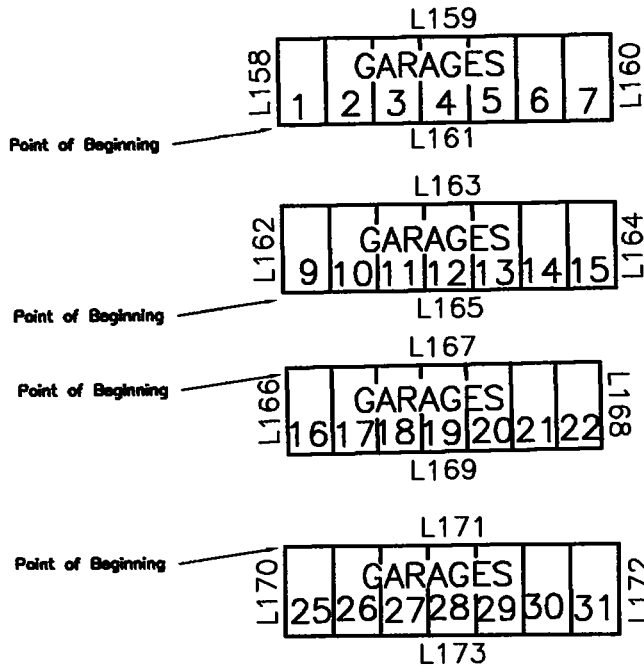 L159
L158
GARAGES
L160
1 2 3 4 5 6 7
Point of Beginning
L161
L163
L162
GARAGES
L164
9 10 11 12 13 14 15
Point of Beginning
L165
L167
Point of Beginning
L166
GARAGES
L168
16 17 18 19 20 21 22
L169
L171
Point of Beginning
L170
GARAGES
L172
25 26 27 28 29 30 31
L173